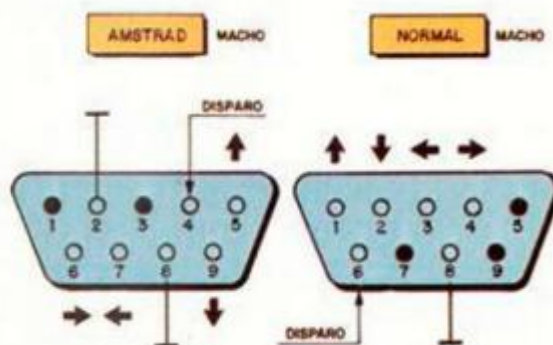 AMSTRAD MACHO
NORMAL MACHO
DISPARO
1 2 3 4 5
6 7 8 9
1 2 3 4 5
6 7 8 9
DISPARO